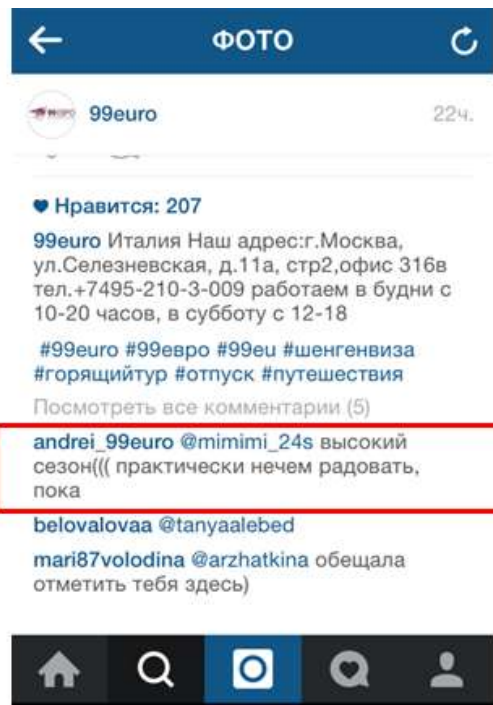 ФОТО
99euro
22ч.
Нравится: 207
99euro Италия Наш адрес:г.Москва,
ул.Селезневская, д.11а, стр2,офис 316в
тел.+7495-210-3-009 работаем в будни с
10-20 часов, в субботу с 12-18
#99euro #99евро #99eu #шенгенвиза
#горящийтур #отпуск #путешествия
Посмотреть все комментарии (5)
andrei_99euro @mimimi_24s высокий
сезон((( практически нечем радовать,
пока
belovalovaa @tanyaalebed
mari87volodina @arzhatkina обещала
отметить тебя здесь)